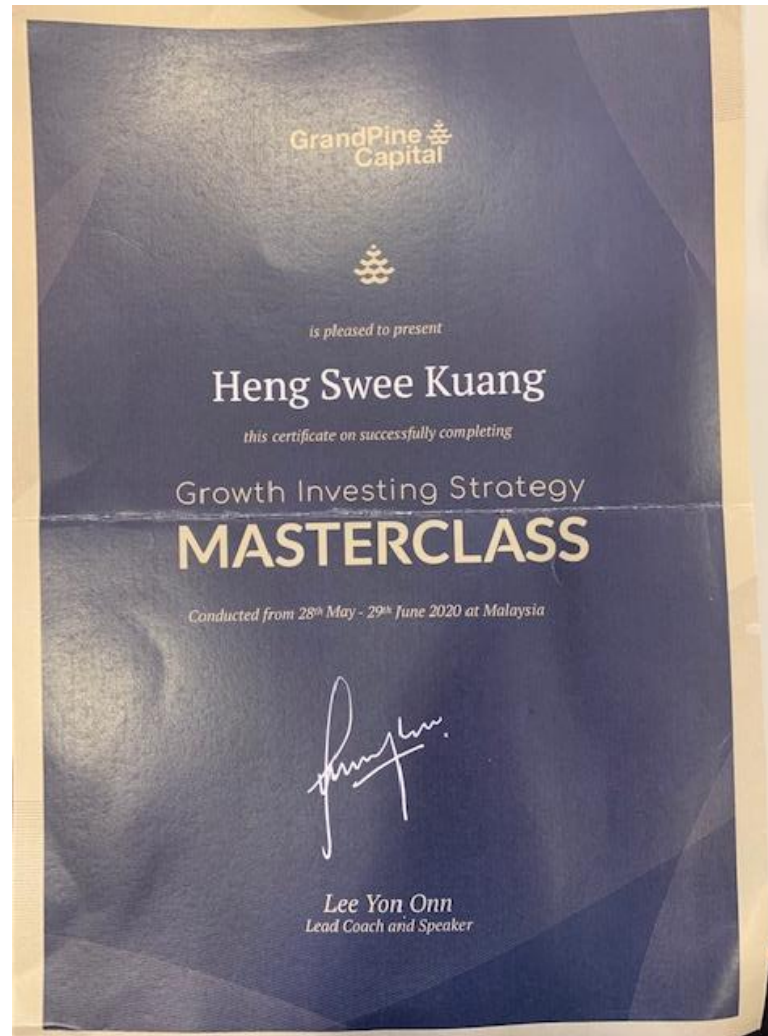 GrandPine
Capital
is pleased to present
Heng Swee Kuang
this certificate on successfully completing
Growth Investing Strategy
MASTERCLASS
Conducted from 28th May - 29th June 2020 at Malaysia
Lee Yon Onn
Lead Coach and Speaker